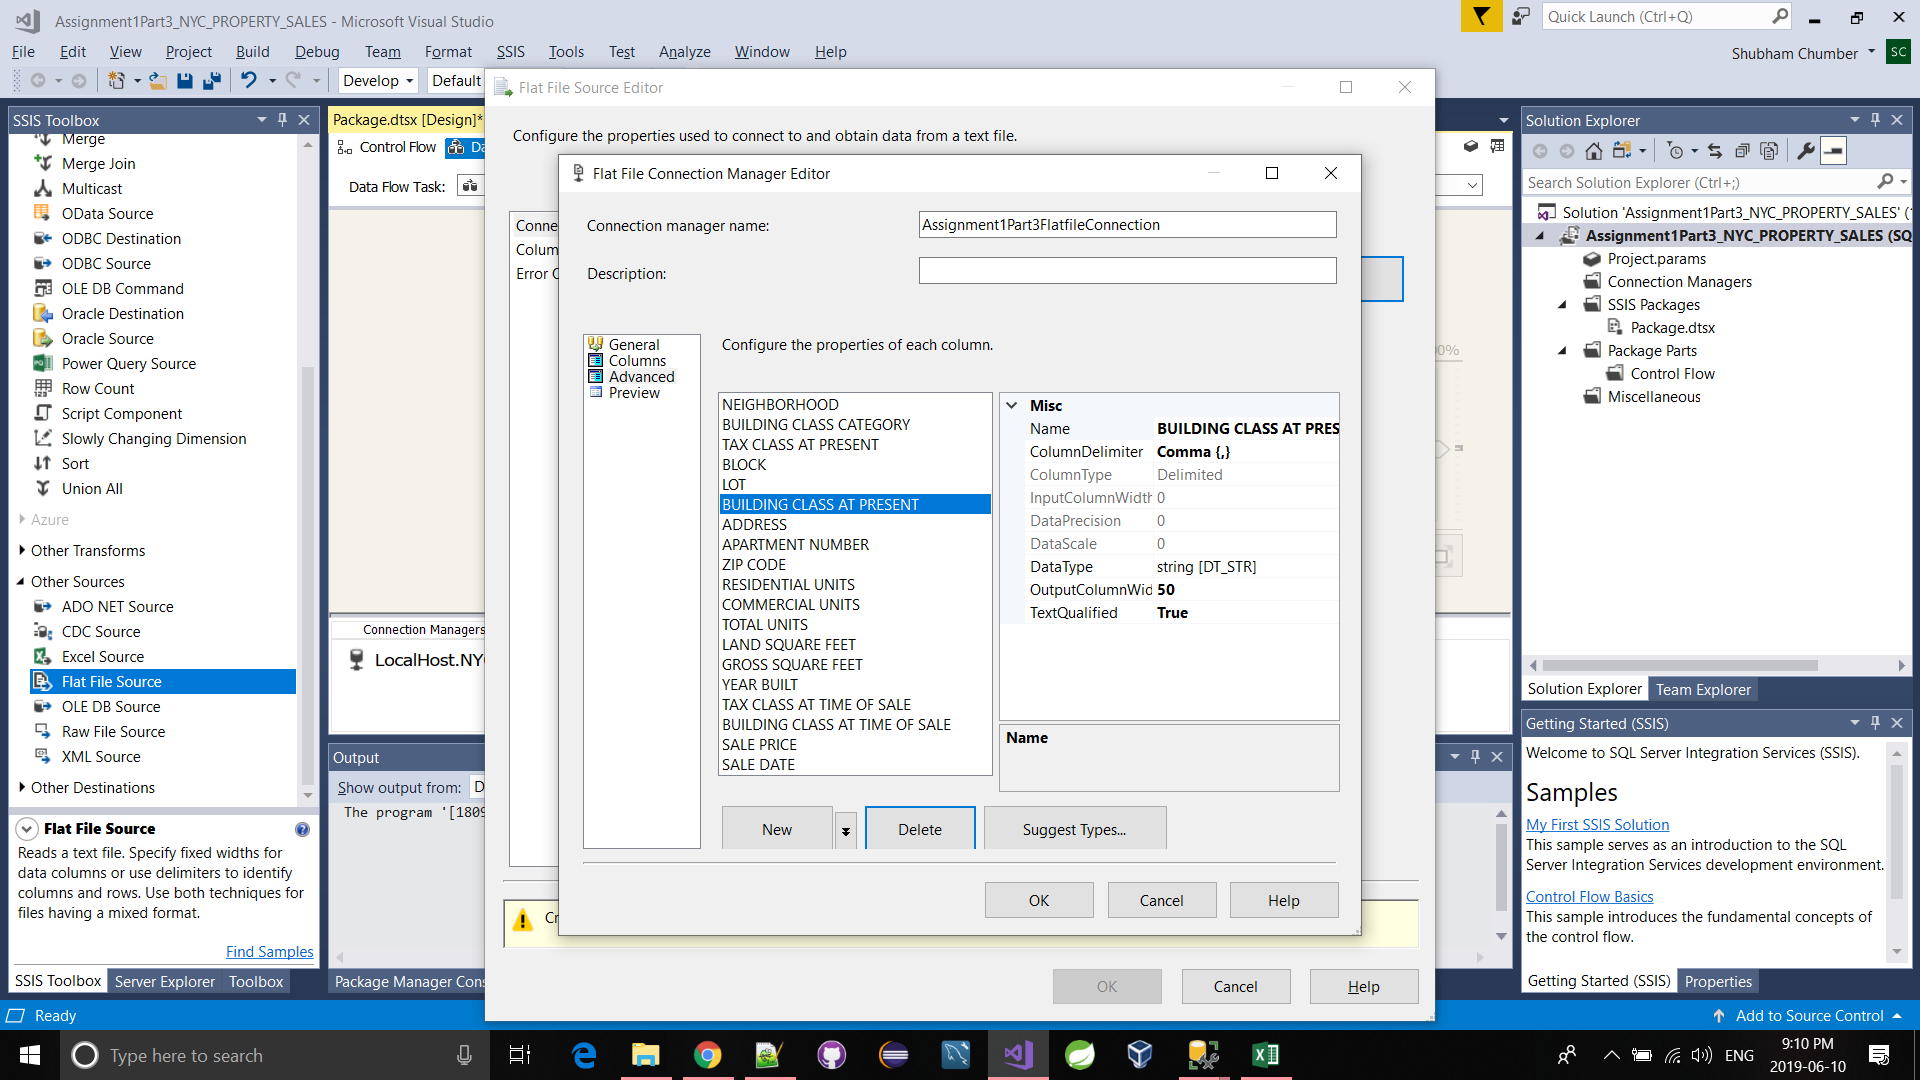 Assignment1Part3_NYC_PROPERTY_SALES - Microsoft Visual Studio
Quick Launch (Ctrl+Q)
File Edit View Project Build Debug Team Format SSIS Tools Test Analyze Window Help
Shubham Chumber
SC
Develop
Default
SSIS Toolbox
Merge
Merge Join
Multicast
OData Source
ODBC Destination
ODBC Source
OLE DB Command
Oracle Destination
Oracle Source
Power Query Source
Row Count
Script Component
Slowly Changing Dimension
Sort
Union All
Azure
Other Transforms
Other Sources
ADO NET Source
CDC Source
Excel Source
Flat File Source
OLE DB Source
Raw File Source
XML Source
Other Destinations
Flat File Source
Reads a text file. Specify fixed widths for
data columns or use delimiters to identify
columns and rows. Use both techniques for
files having a mixed format.
Find Samples
SSIS Toolbox Server Explorer Toolbox
Package.dtsx [Design]*
Control Flow
Da
Data Flow Task:
Connection Managers
LocalHost.NY
Output
Show output from:
D
The program '[1809
Package Manager Cons
Flat File Source Editor
Configure the properties used to connect to and obtain data from a text file.
Conne
Colum
Error C
Flat File Connection Manager Editor
Connection manager name:
Assignment1Part3FlatfileConnection
Description:
General
Columns
Advanced
Preview
Configure the properties of each column.
NEIGHBORHOOD
BUILDING CLASS CATEGORY
TAX CLASS AT PRESENT
BLOCK
LOT
BUILDING CLASS AT PRESENT
ADDRESS
APARTMENT NUMBER
ZIP CODE
RESIDENTIAL UNITS
COMMERCIAL UNITS
TOTAL UNITS
LAND SQUARE FEET
GROSS SQUARE FEET
YEAR BUILT
TAX CLASS AT TIME OF SALE
BUILDING CLASS AT TIME OF SALE
SALE PRICE
SALE DATE
Misc
Name BUILDING CLASS AT PRES
ColumnDelimiter Comma {,}
ColumnType Delimited
InputColumnWidth 0
DataPrecision 0
DataScale 0
DataType string [DT_STR]
OutputColumnWid 50
TextQualified True
Name
New
Delete
Suggest Types...
OK
Cancel
Help
Cr
OK
Cancel
Help
00%
Solution Explorer
Search Solution Explorer (Ctrl+;)
Solution 'Assignment1Part3_NYC_PROPERTY_SALES' (
Assignment1Part3_NYC_PROPERTY_SALES (SQ
Project.params
Connection Managers
SSIS Packages
Package.dtsx
Package Parts
Control Flow
Miscellaneous
Solution Explorer Team Explorer
Getting Started (SSIS)
Welcome to SQL Server Integration Services (SSIS).
Samples
My First SSIS Solution
This sample serves as an introduction to the SQL
Server Integration Services development environment.
Control Flow Basics
This sample introduces the fundamental concepts of
the control flow.
Getting Started (SSIS) Properties
Ready
Add to Source Control
Type here to search
ENG
9:10 PM
2019-06-10